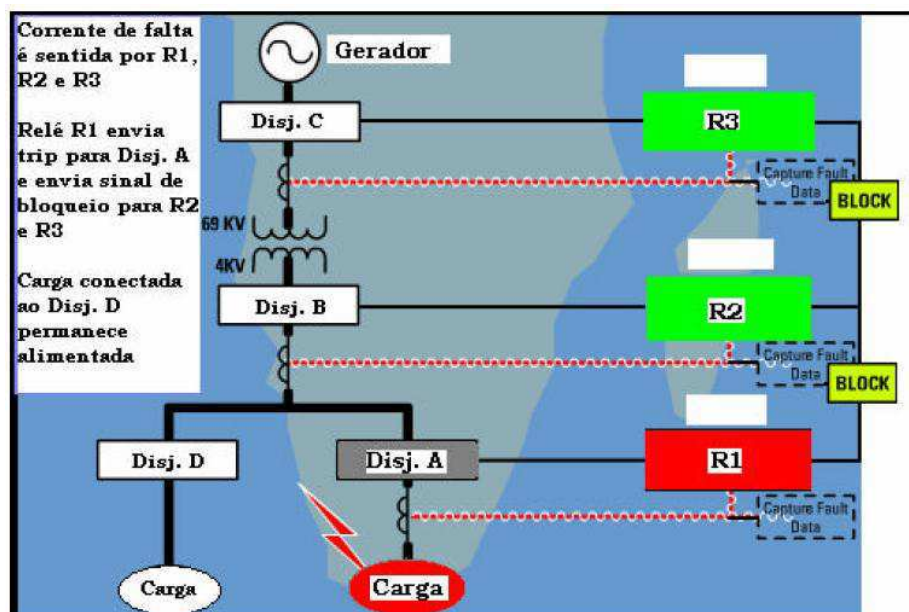 Corrente de falta
é sentida por R1,
R2 e R3
Relé R1 envia
trip para Disj. A
e envia sinal de
bloqueio para R2
e R3
Carga conectada
ao Disj. D
permanece
alimentada
Gerador
Disj. C
R3
Capture Fault
Data
BLOCK
69 KV
4KV
Disj. B
R2
Capture Fault
Data
BLOCK
Disj. D
Disj. A
R1
Capture Fault
Data
Carga
Carga